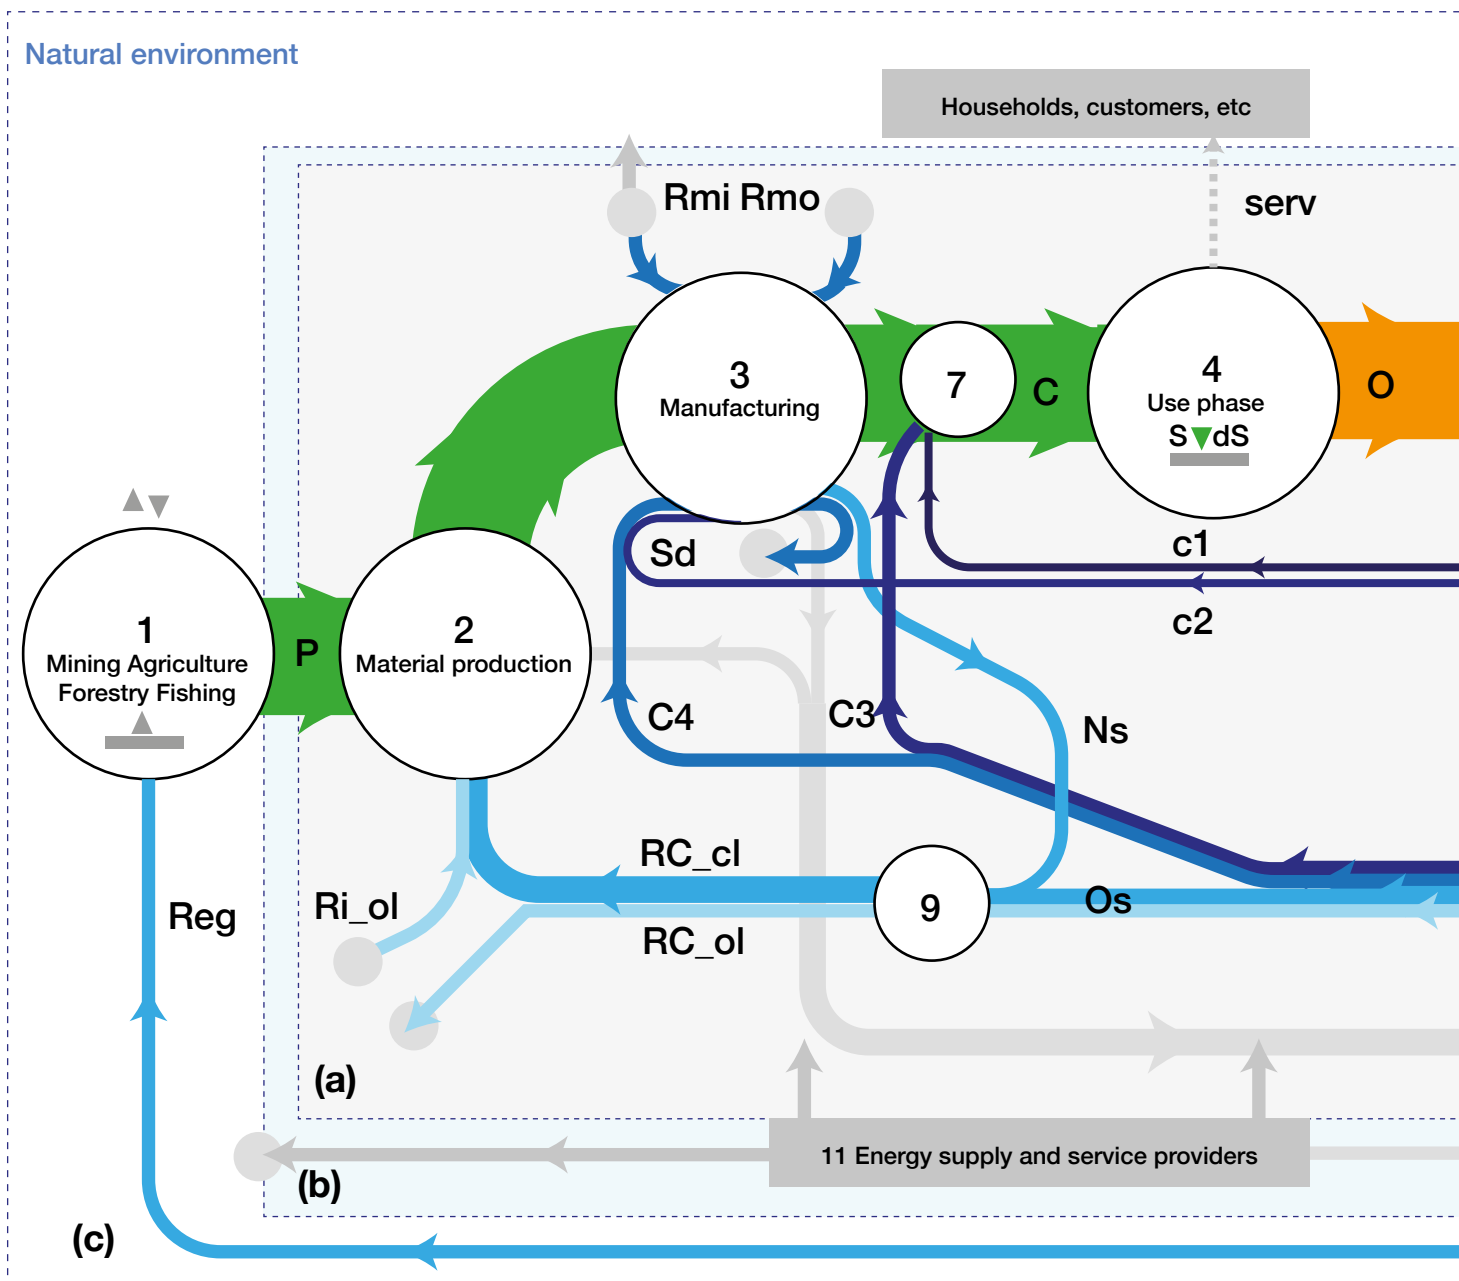 Natural environment
Households, customers, etc
Rmi Rmo
serv
3
Manufacturing
7
C
4
Use phase
S dS
O
Sd
c1
c2
1
Mining Agriculture
Forestry Fishing
P
2
Material production
C4
C3
Ns
RC_cl
Ri_ol
Reg
9
Os
RC_ol
(a)
11 Energy supply and service providers
(b)
(c)